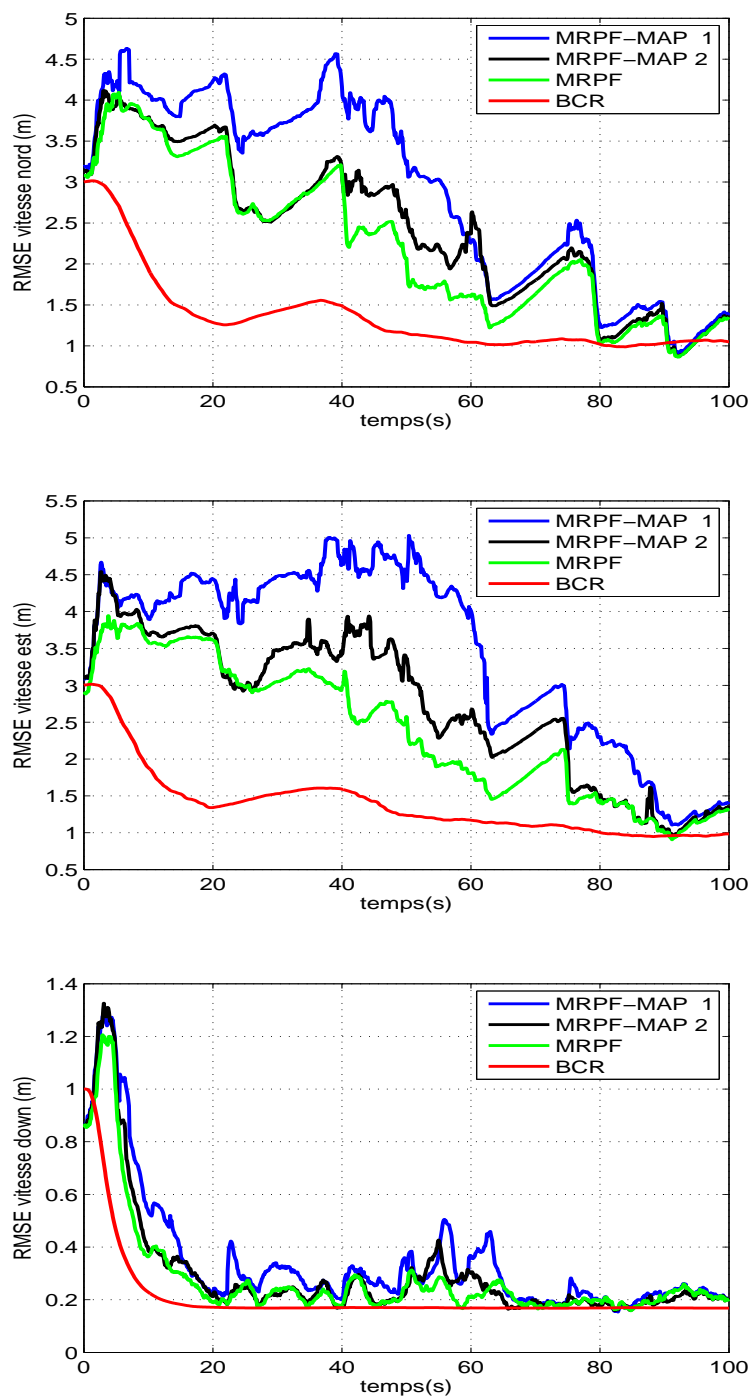 5
4.5
4
3.5
3
2.5
2
1.5
1
0.5
RMSE vitesse nord (m)
MRPF−MAP 1
MRPF−MAP 2
MRPF
BCR
0 20 40 60 80 100
temps(s)
5.5
5
4.5
4
3.5
3
2.5
2
1.5
1
0.5
RMSE vitesse est (m)
MRPF−MAP 1
MRPF−MAP 2
MRPF
BCR
0 20 40 60 80 100
temps(s)
1.4
1.2
1
0.8
0.6
0.4
0.2
0
RMSE vitesse down (m)
MRPF−MAP 1
MRPF−MAP 2
MRPF
BCR
0 20 40 60 80 100
temps(s)